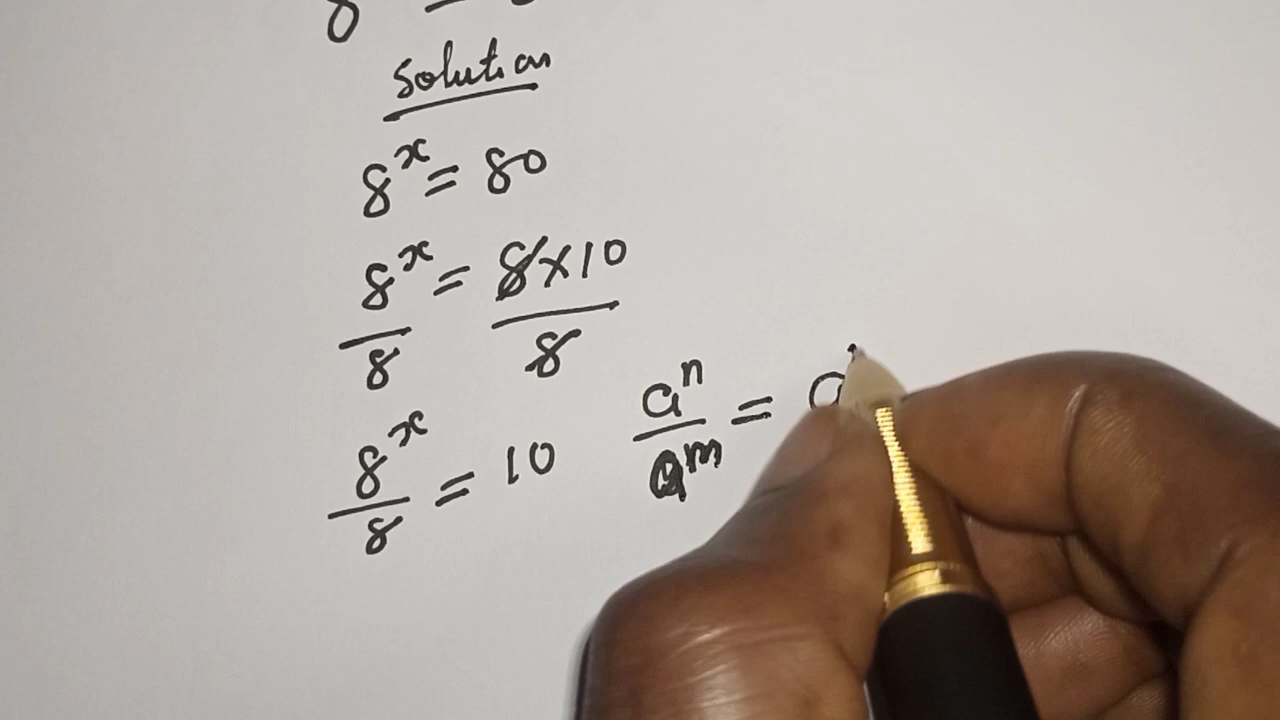 Solution
8^x = 80
8^x/8 = 8×10/8
8^x/8 = 10 a^n/a^m = a